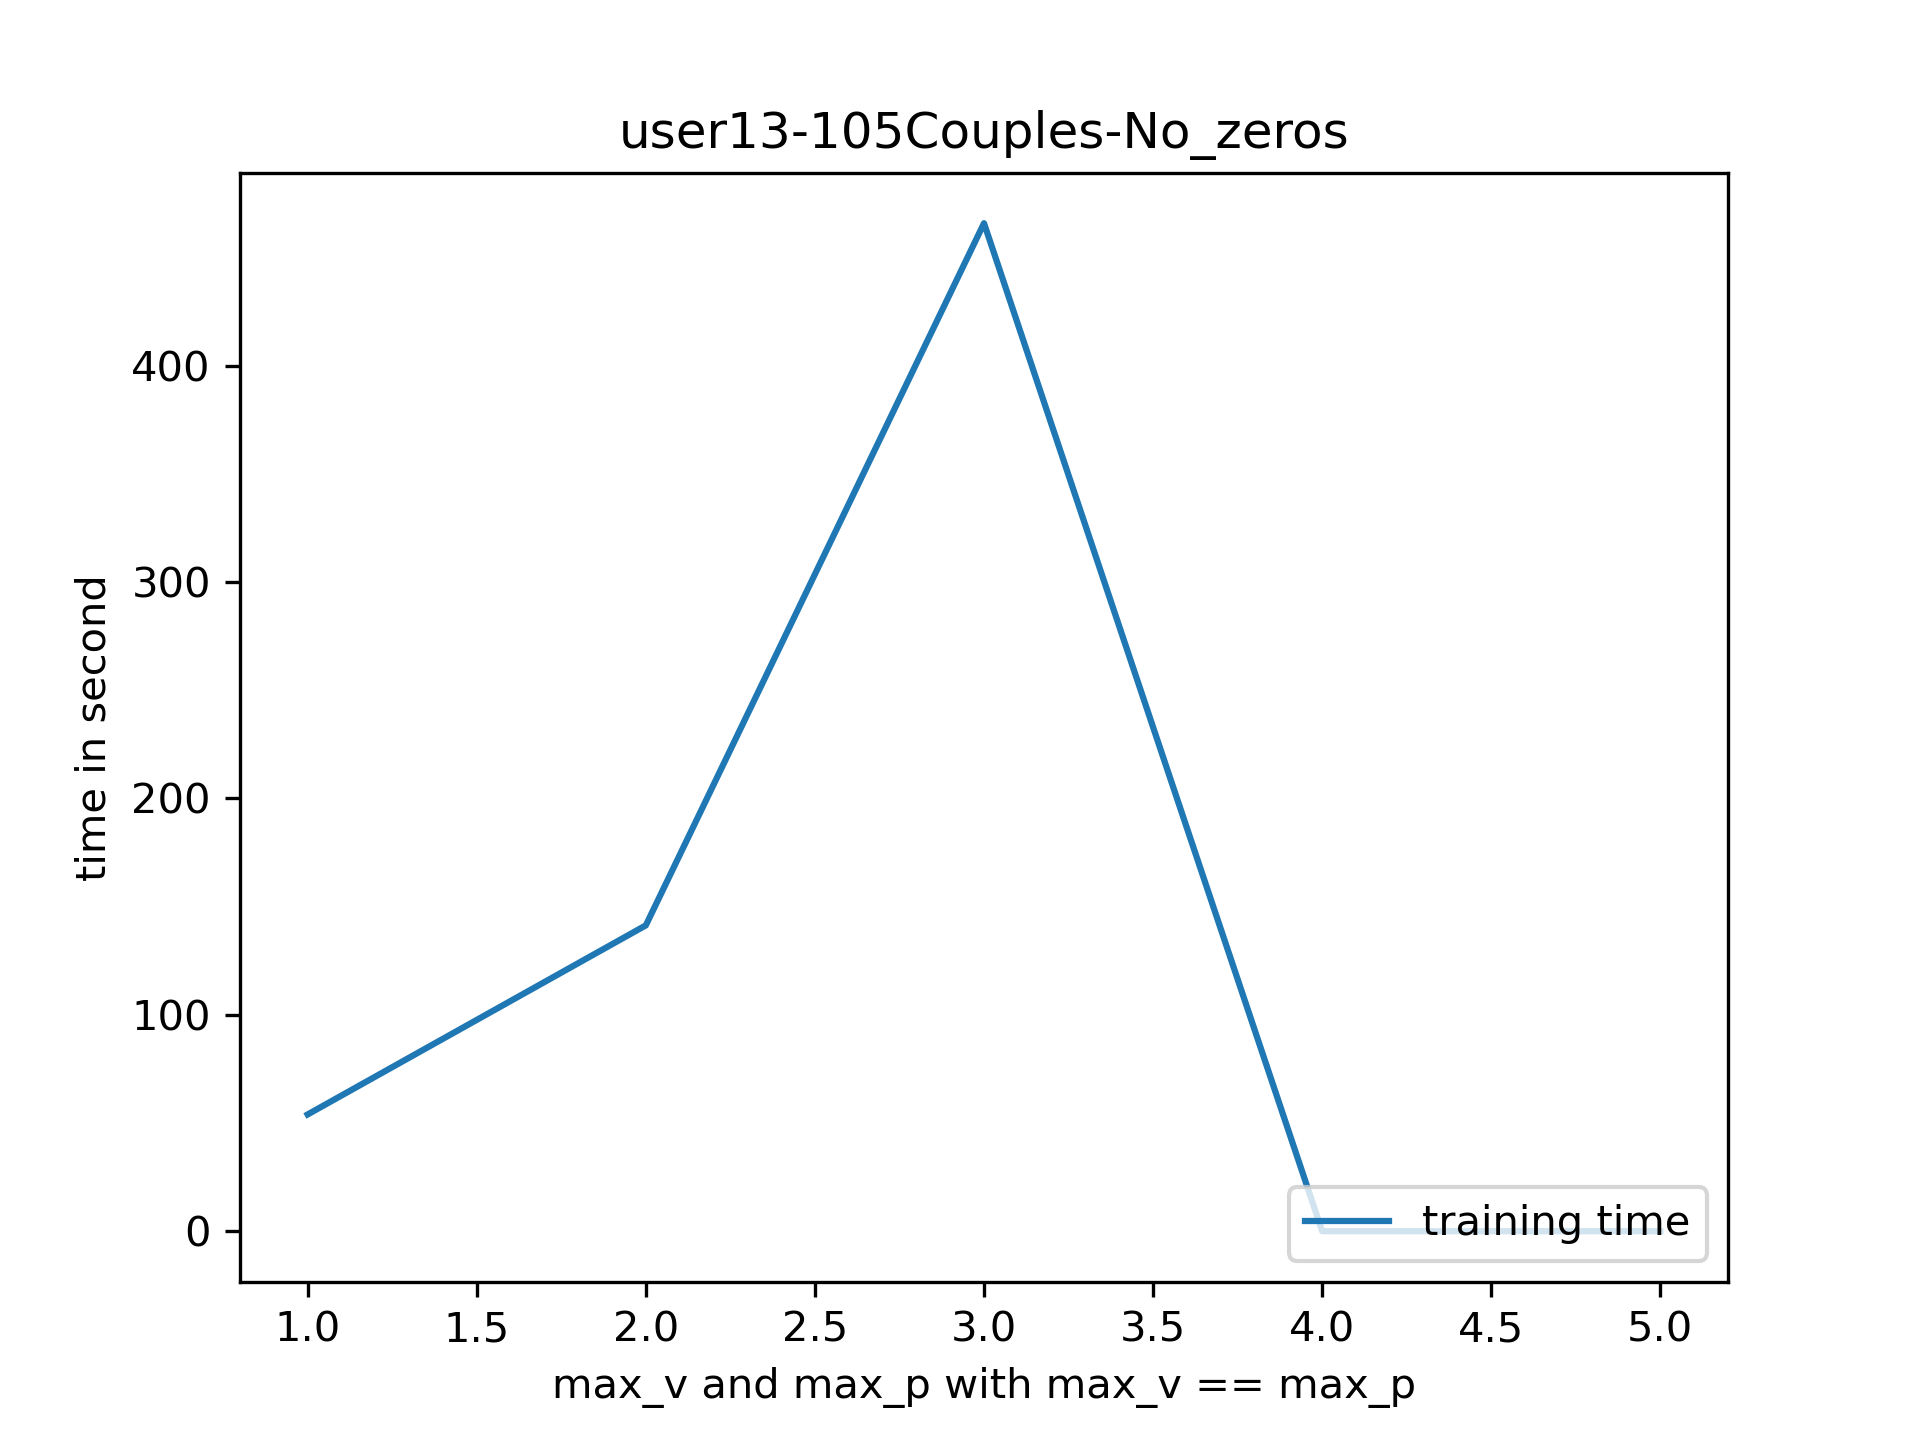 user13-105Couples-No_zeros
time in second
400
300
200
100
0
training time
1.0 1.5 2.0 2.5 3.0 3.5 4.0 4.5 5.0
max_v and max_p with max_v == max_p